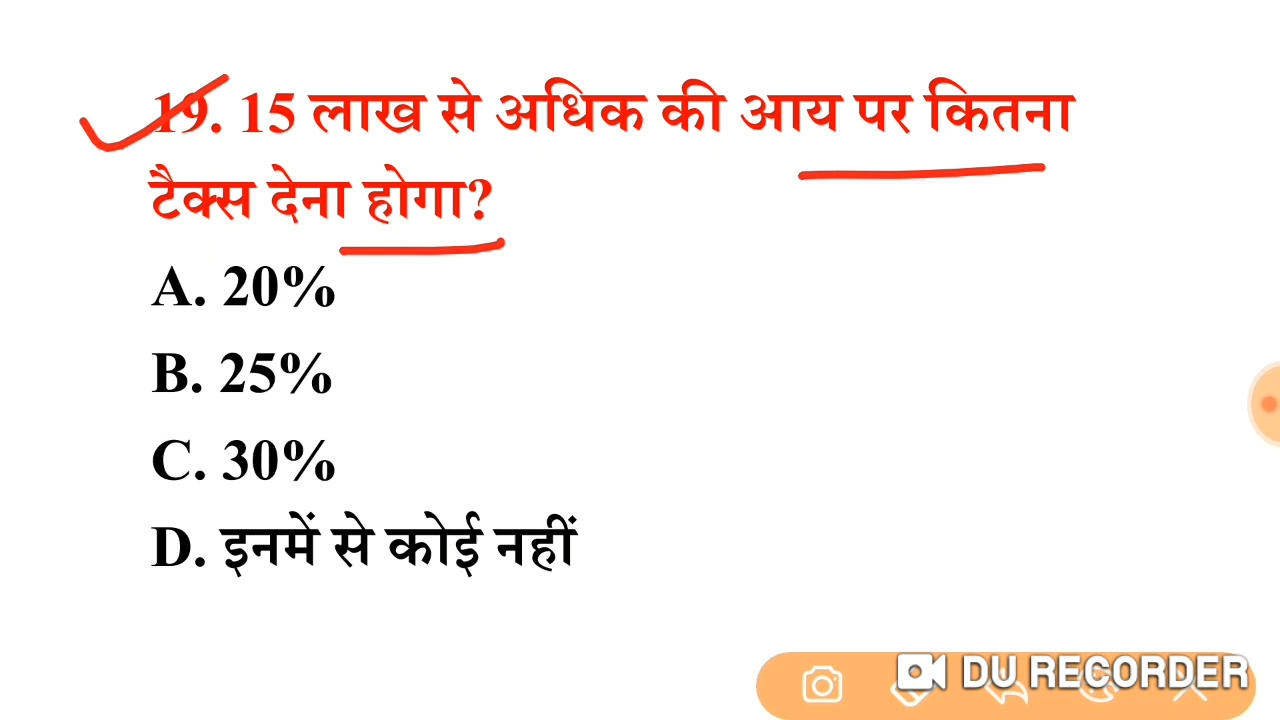 19. 15 लाख से अधिक की आय पर कितना
टैक्स देना होगा?
A. 20%
B. 25%
C. 30%
D. इनमें से कोई नहीं
DU RECORDER